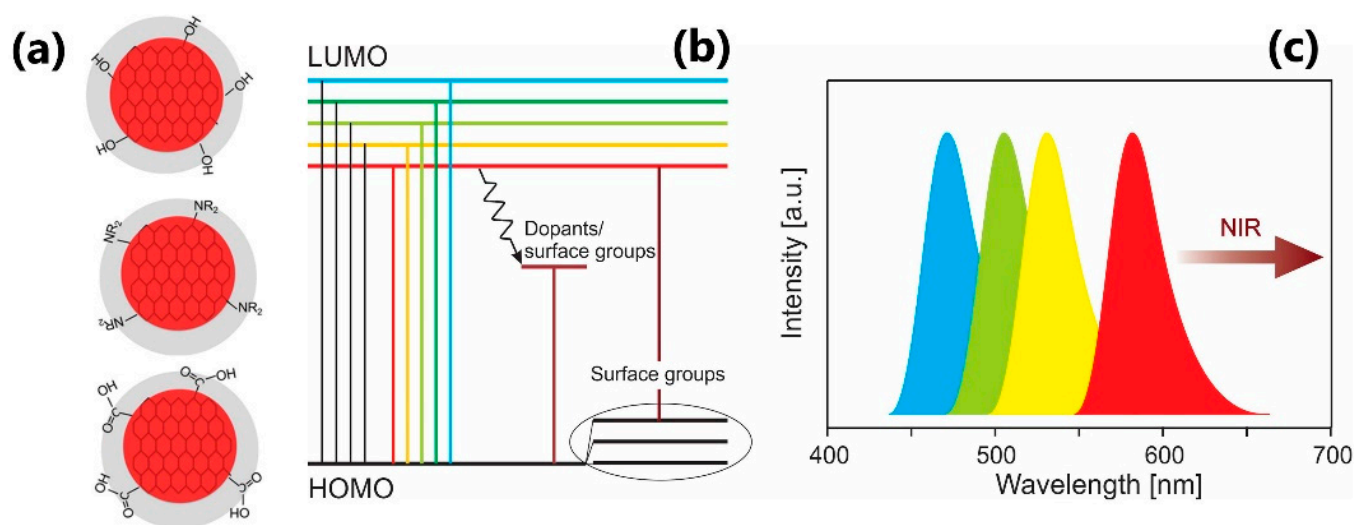 (a)
OH
HO
OH
HO
OH
NR₂
NR₂
NR₂
NR₂
O
C
OH
OH
C
O
OH
C
O
O
C
HO
(b)
LUMO
Dopants/
surface groups
Surface groups
HOMO
(c)
Intensity [a.u.]
NIR
400
500
600
700
Wavelength [nm]